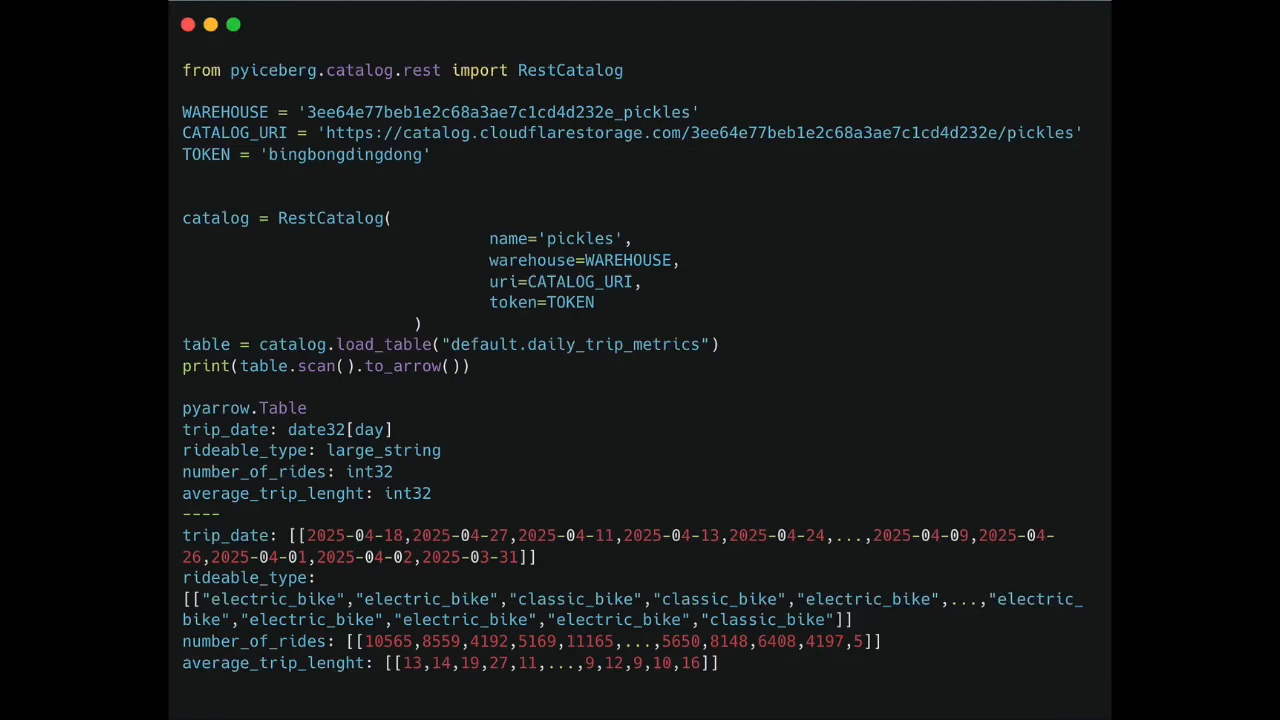 from pyiceberg.catalog.rest import RestCatalog
WAREHOUSE = '3ee64e77beb1e2c68a3ae7c1cd4d232e_pickles'
CATALOG_URI = 'https://catalog.cloudflarestorage.com/3ee64e77beb1e2c68a3ae7c1cd4d232e/pickles'
TOKEN = 'bingbongdingdong'
catalog = RestCatalog(
name='pickles',
warehouse=WAREHOUSE,
uri=CATALOG_URI,
token=TOKEN
)
table = catalog.load_table("default.daily_trip_metrics")
print(table.scan().to_arrow())
pyarrow.Table
trip_date: date32[day]
rideable_type: large_string
number_of_rides: int32
average_trip_lenght: int32
----
trip_date: [[2025-04-18,2025-04-27,2025-04-11,2025-04-13,2025-04-24,...,2025-04-09,2025-04-
26,2025-04-01,2025-04-02,2025-03-31]]
rideable_type:
[["electric_bike","electric_bike","classic_bike","classic_bike","electric_bike",...,"electric_
bike","electric_bike","electric_bike","electric_bike","classic_bike"]]
number_of_rides: [[10565,8559,4192,5169,11165,...,5650,8148,6408,4197,5]]
average_trip_lenght: [[13,14,19,27,11,...,9,12,9,10,16]]